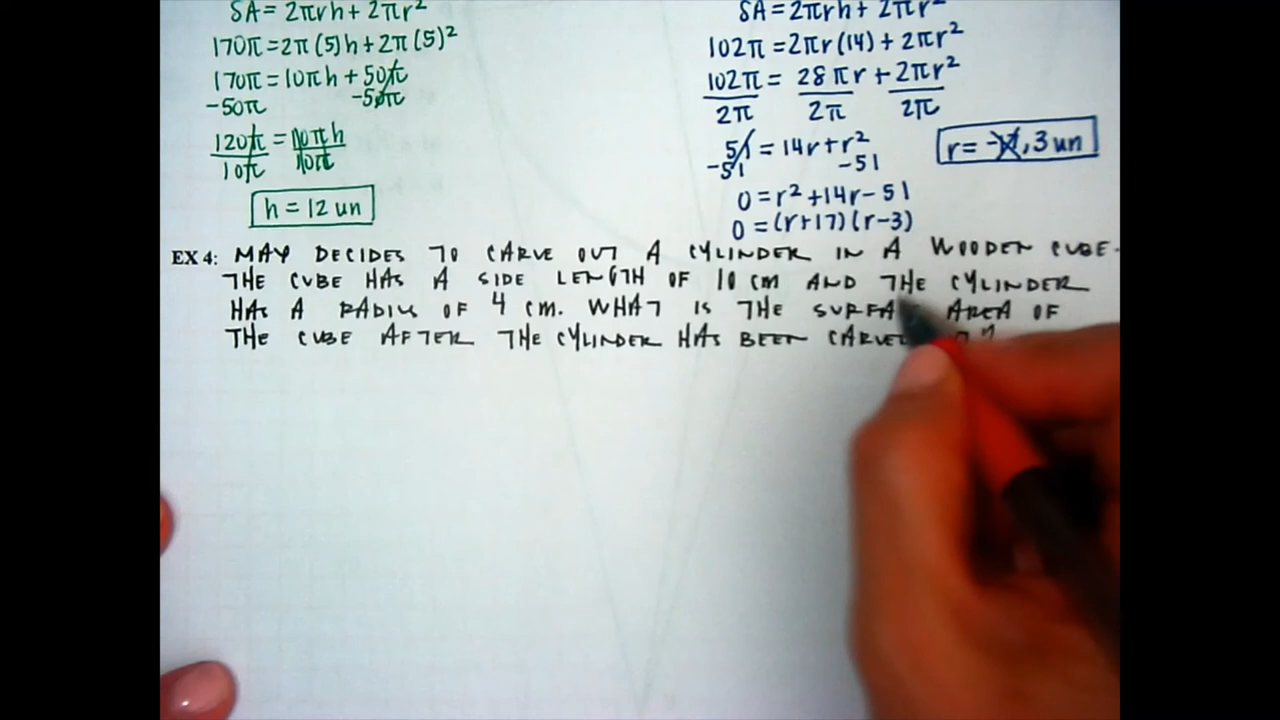 SA = 2πrh + 2πr²
170π = 2π(5)h + 2π(5)²
170π = 10πh + 50π
-50π -50π
120π = 10πh
10π 10π
h = 12 un
SA = 2πrh + 2πr²
102π = 2πr(14) + 2πr²
102π = 28πr + 2πr²
2π 2π 2π
51 = 14r + r²
-51 -51
0 = r² + 14r - 51
0 = (r+17)(r-3)
r = -17, 3 un
EX 4: MAY DECIDES TO CARVE OUT A CYLINDER IN A WOODEN CUBE.
THE CUBE HAS A SIDE LENGTH OF 10 CM AND THE CYLINDER
HAS A RADIUS OF 4 CM. WHAT IS THE AREA OF
THE CUBE AFTER THE CYLINDER HAS BEEN